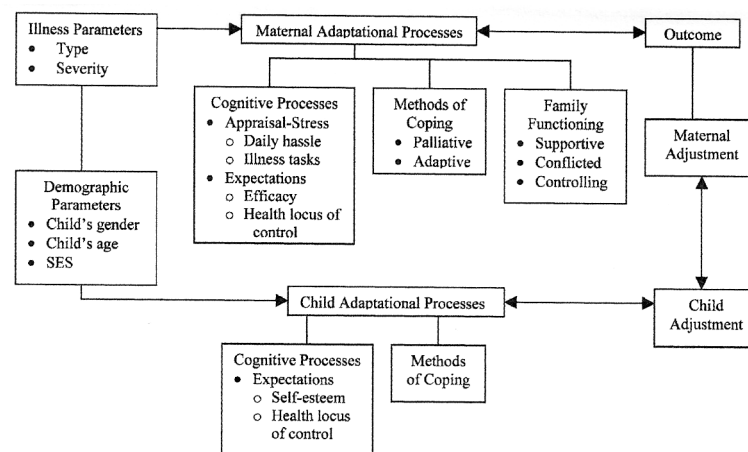 Illness Parameters
• Type
• Severity
Maternal Adaptational Processes
Outcome
Cognitive Processes
• Appraisal-Stress
o Daily hassle
o Illness tasks
• Expectations
o Efficacy
o Health locus of
control
Methods of
Coping
• Palliative
• Adaptive
Family
Functioning
• Supportive
• Conflicted
• Controlling
Maternal
Adjustment
Demographic
Parameters
• Child's gender
• Child's age
• SES
Child Adaptational Processes
Child
Adjustment
Cognitive Processes
• Expectations
o Self-esteem
o Health locus
of control
Methods
of Coping